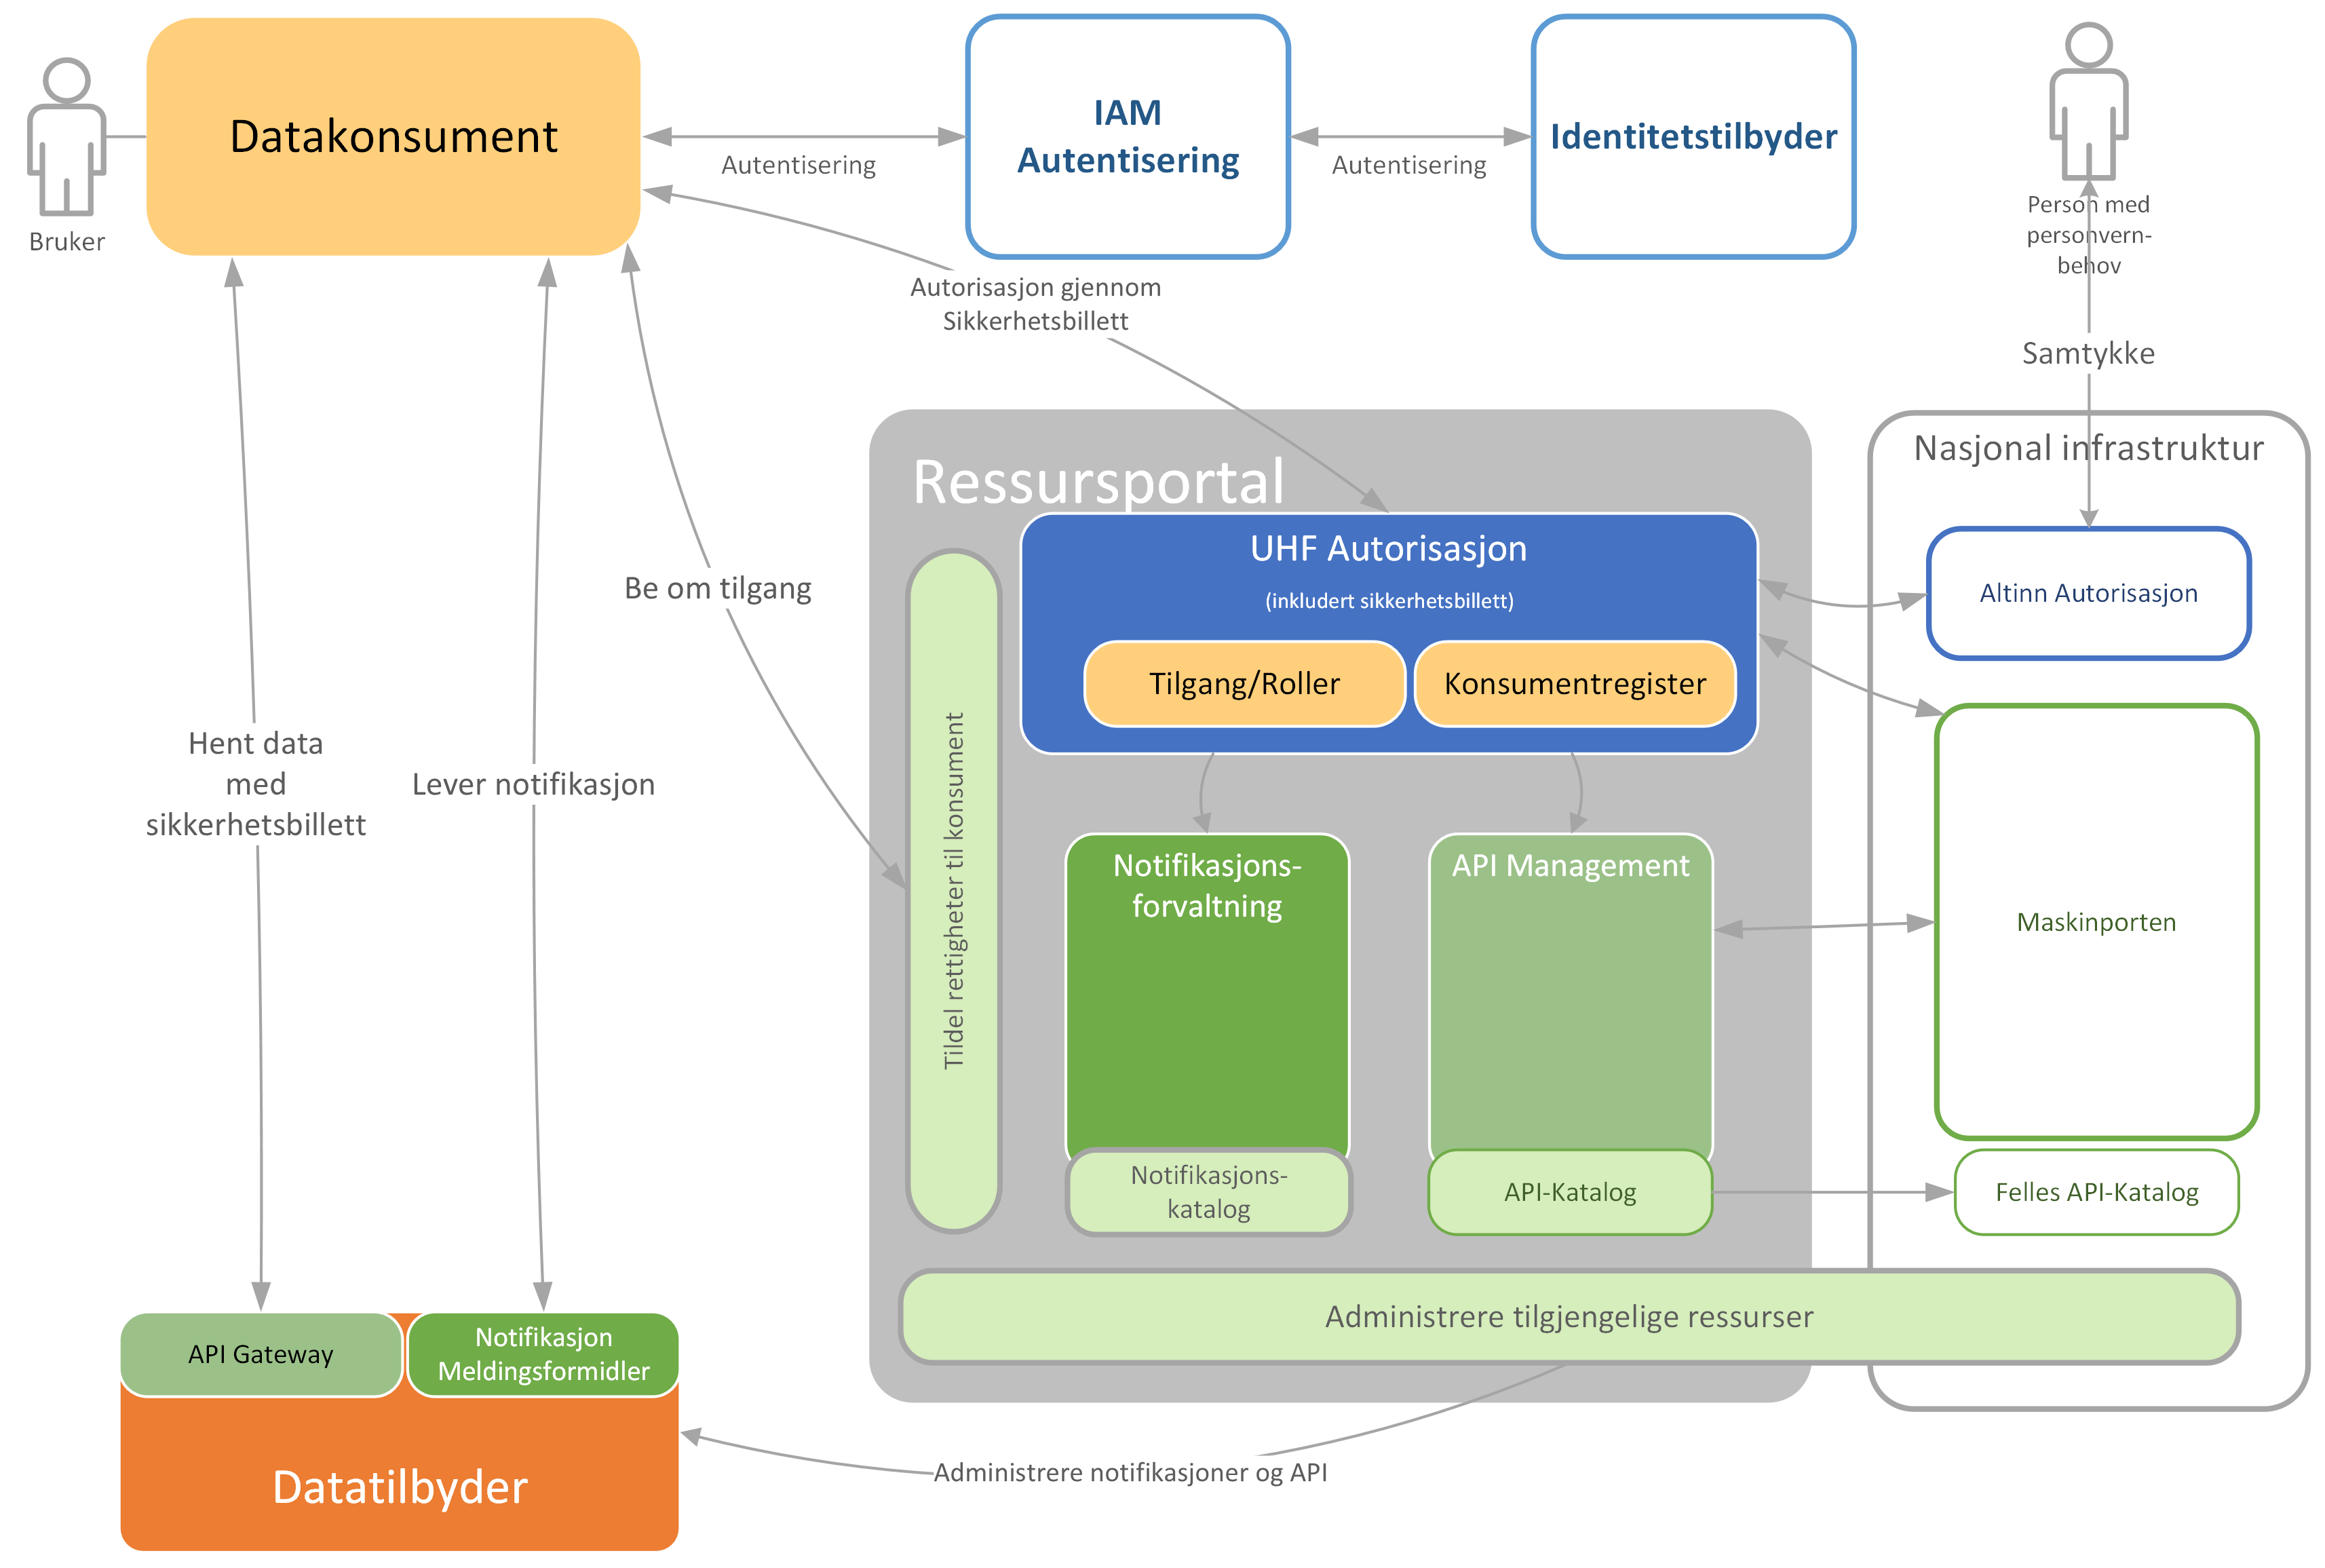 Datakonsument
IAM
Autentisering
Identitetstilbyder
Autentisering
Autentisering
Bruker
Person med
personvern-
behov
Autorisasjon gjennom
Sikkerhetsbillett
Samtykke
Ressursportal
Nasjonal infrastruktur
UHF Autorisasjon
(inkludert sikkerhetsbillett)
Altinn Autorisasjon
Be om tilgang
Tilgang/Roller
Konsumentregister
Hent data
med
sikkerhetsbillett
Lever notifikasjon
Tildel rettigheter til konsument
Notifikasjons-
forvaltning
API Management
Maskinporten
Notifikasjons-
katalog
API-Katalog
Felles API-Katalog
Administrere tilgjengelige ressurser
API Gateway
Notifikasjon
Meldingsformidler
Datatilbyder
Administrere notifikasjoner og API